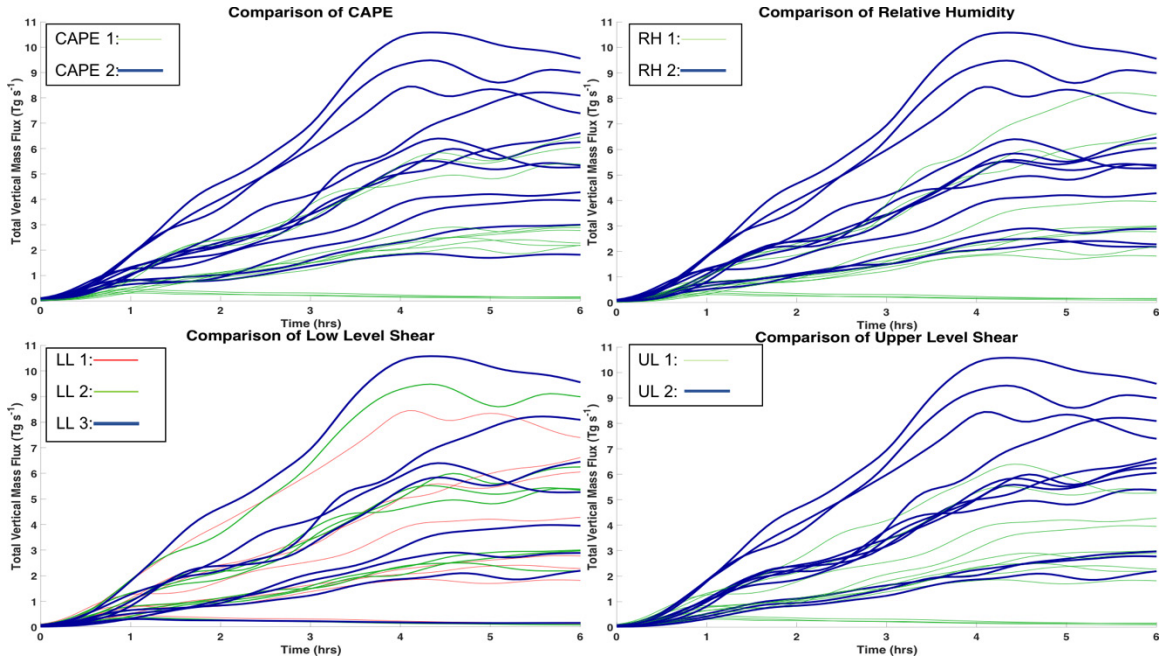 Comparison of CAPE
CAPE 1:
CAPE 2:
Total Vertical Mass Flux (Tg s⁻¹)
11
10
9
8
7
6
5
4
3
2
1
0
0 1 2 3 4 5 6
Time (hrs)
Comparison of Relative Humidity
RH 1:
RH 2:
Total Vertical Mass Flux (Tg s⁻¹)
11
10
9
8
7
6
5
4
3
2
1
0
0 1 2 3 4 5 6
Time (hrs)
Comparison of Low Level Shear
LL 1:
LL 2:
LL 3:
Total Vertical Mass Flux (Tg s⁻¹)
11
10
9
8
7
6
5
4
3
2
1
0
0 1 2 3 4 5 6
Time (hrs)
Comparison of Upper Level Shear
UL 1:
UL 2:
Total Vertical Mass Flux (Tg s⁻¹)
11
10
9
8
7
6
5
4
3
2
1
0
0 1 2 3 4 5 6
Time (hrs)